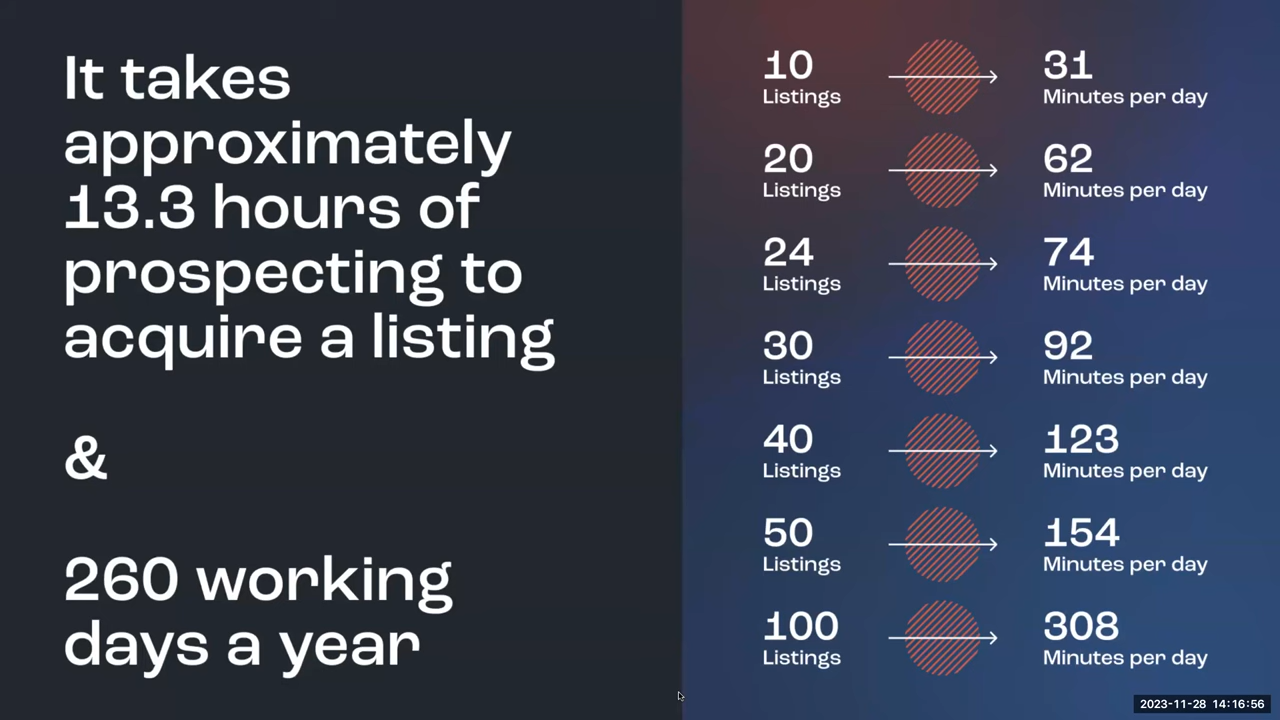 It takes
approximately
13.3 hours of
prospecting to
acquire a listing
&
260 working
days a year
10
Listings
31
Minutes per day
20
Listings
62
Minutes per day
24
Listings
74
Minutes per day
30
Listings
92
Minutes per day
40
Listings
123
Minutes per day
50
Listings
154
Minutes per day
100
Listings
308
Minutes per day
2023-11-28 14:16:56